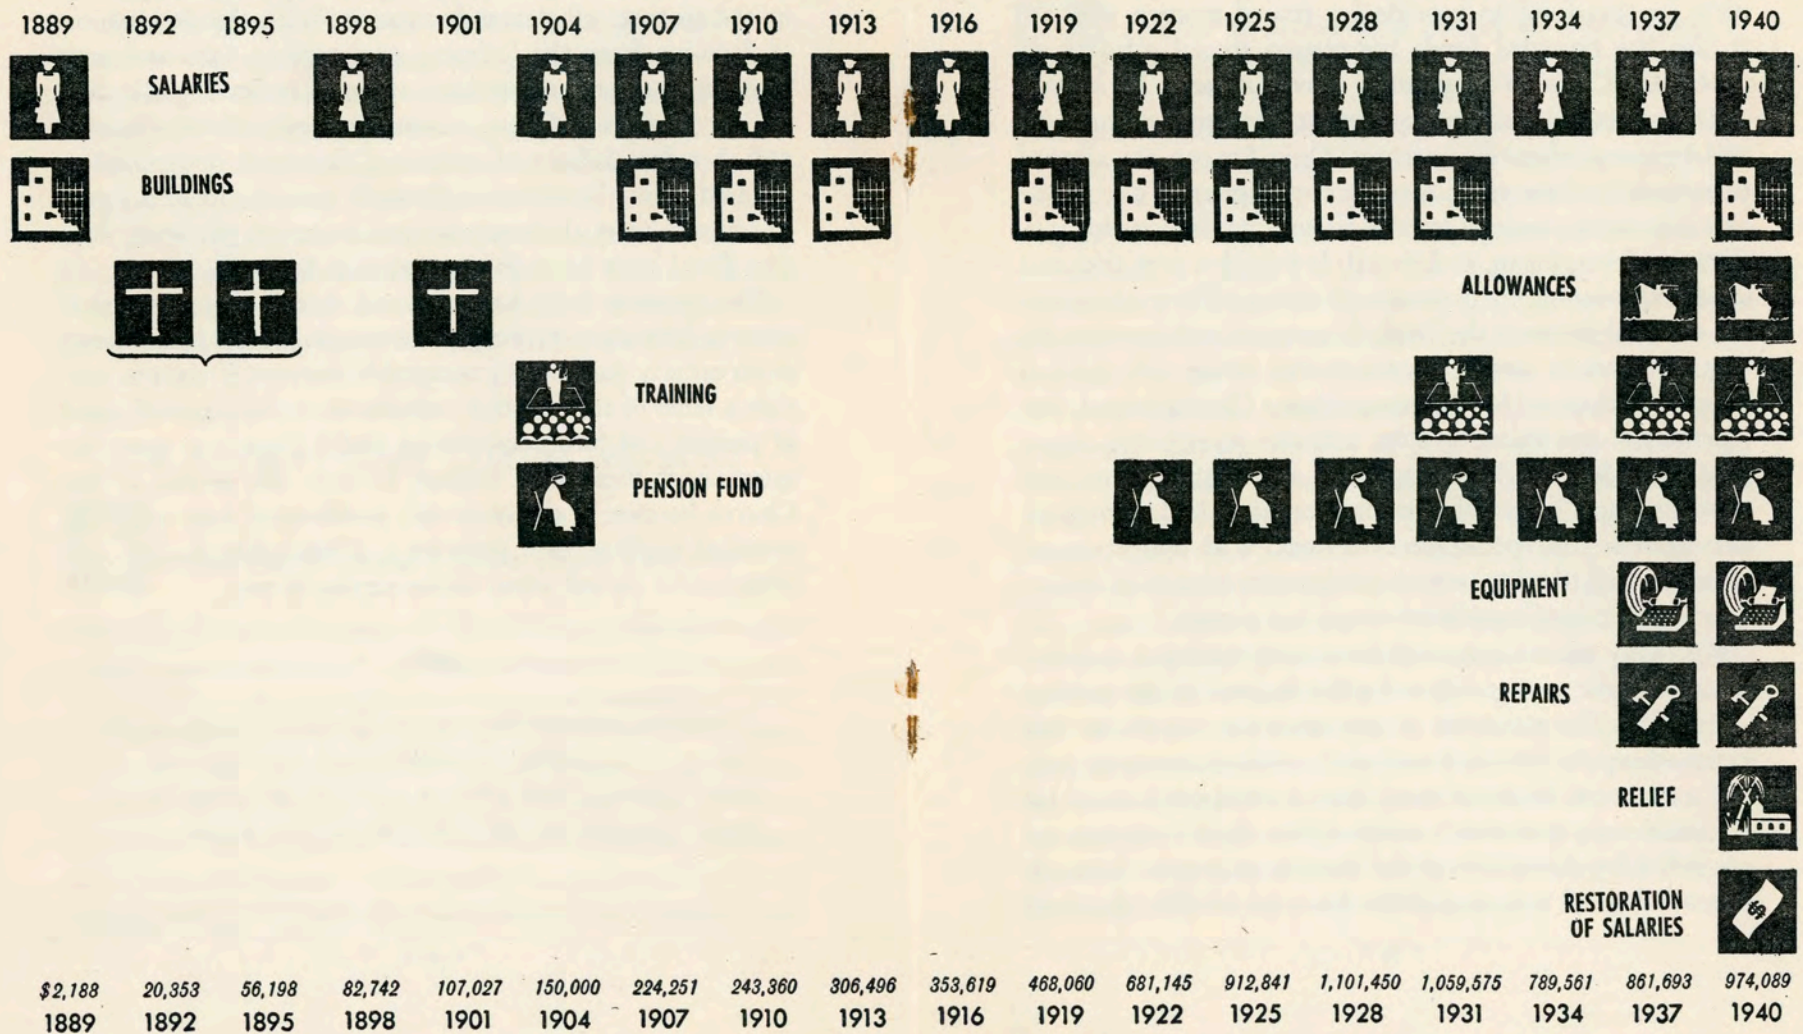 1889 1892 1895 1898 1901 1904 1907 1910 1913 1916 1919 1922 1925 1928 1931 1934 1937 1940
SALARIES
BUILDINGS
ALLOWANCES
TRAINING
PENSION FUND
EQUIPMENT
REPAIRS
RELIEF
RESTORATION
OF SALARIES
$2,188 20,353 56,198 82,742 107,027 150,000 224,251 243,360 306,496 353,619 468,060 681,145 912,841 1,101,450 1,059,575 789,561 861,693 974,089
1889 1892 1895 1898 1901 1904 1907 1910 1913 1916 1919 1922 1925 1928 1931 1934 1937 1940